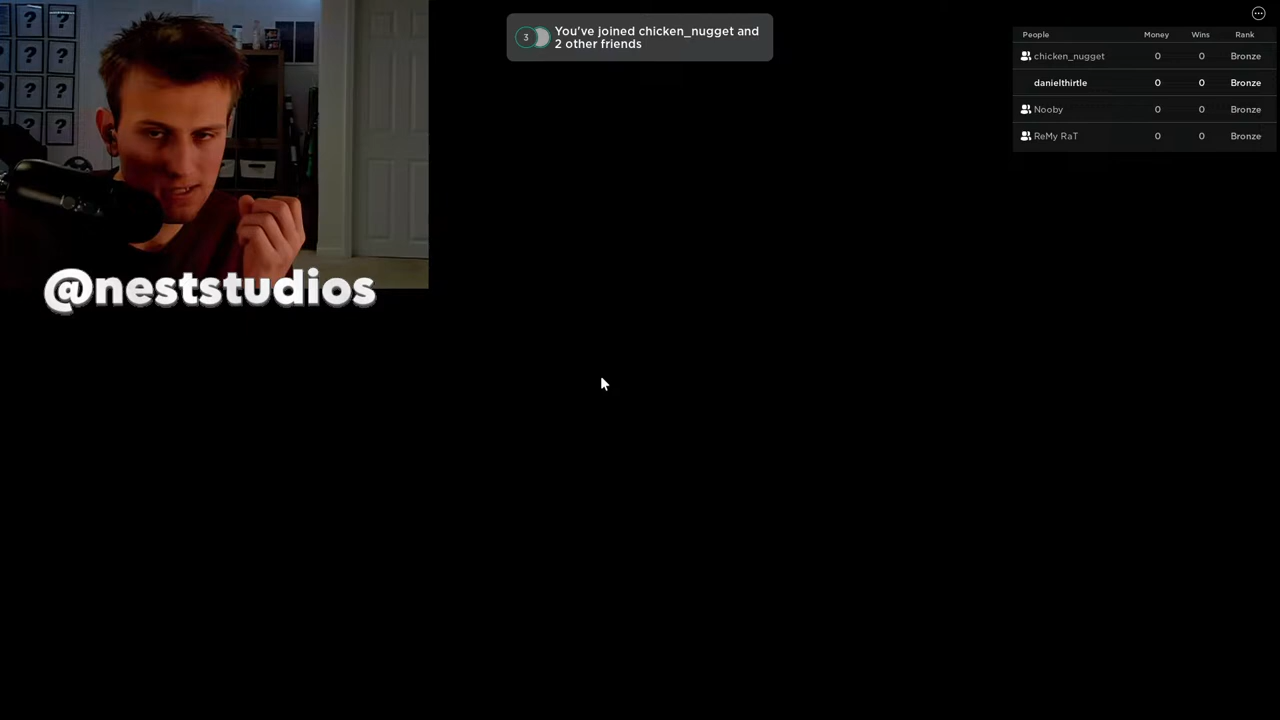 ? ?
? ?
? ?
? ?
@neststudios
3
You've joined chicken_nugget and
2 other friends
People Money Wins Rank
chicken_nugget 0 0 Bronze
danielthirtle 0 0 Bronze
Nooby 0 0 Bronze
ReMy RaT 0 0 Bronze